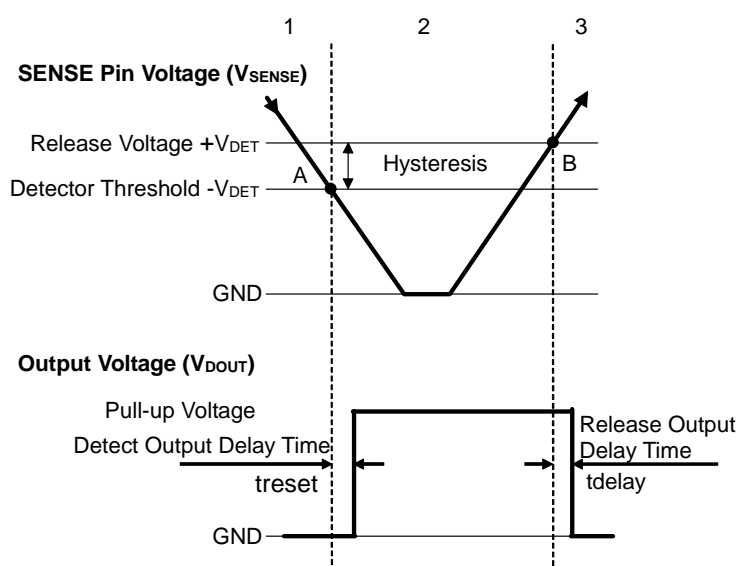 1 2 3
SENSE Pin Voltage (VSENSE)
Release Voltage +VDET
A Hysteresis B
Detector Threshold -VDET
GND
Output Voltage (VDOUT)
Pull-up Voltage
Release Output
Detect Output Delay Time
Delay Time
treset
tdelay
GND